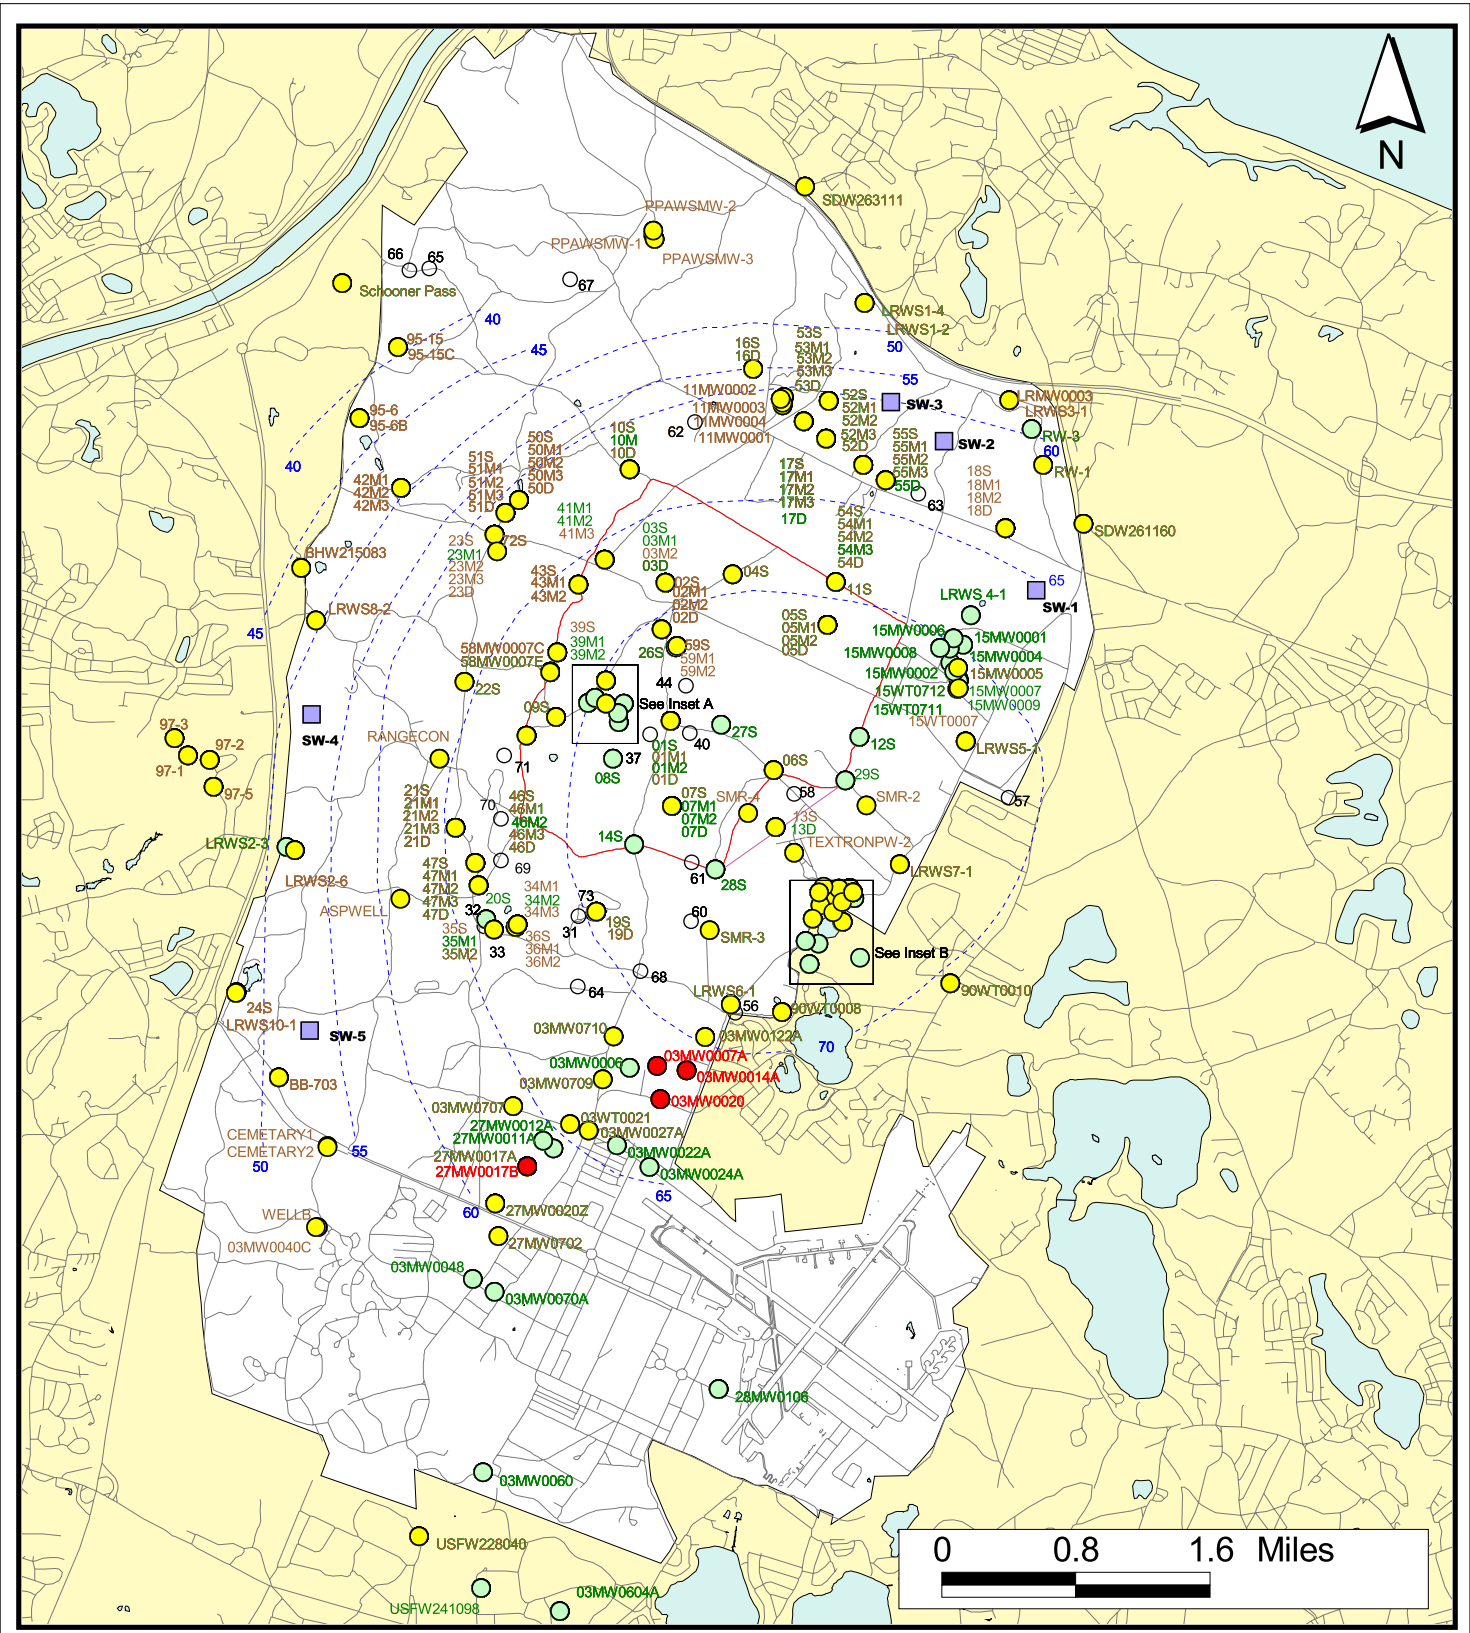 N
SDW263111
PPAWSMW-2
PPAWSMW-1
PPAWSMW-3
66
65
67
Schooner Pass
LRWS1-4
LRWS1-2
40
45
50
55
95-15
95-15C
16S
16D
53S
53M1
53M2
53M3
53D
11MW0002
11MW0003
11MW0004
11MW0001
62
52S
52M1
52M2
52M3
52D
SW-3
SW-2
LRMW0003
LRWS3-1
RW-3
60
RW-1
95-6
95-6B
40
10S
10M
10D
50S
50M1
50M2
50M3
50D
51S
51M1
51M2
51M3
51D
42M1
42M2
42M3
55S
55M1
55M2
55M3
55D
63
17S
17M1
17M2
17M3
17D
18S
18M1
18M2
18D
SDW261160
41M1
41M2
41M3
54S
54M1
54M2
54M3
54D
03S
03M1
03M2
03D
23S
23M1
23M2
23M3
23D
72S
BHW215083
43S
43M1
43M2
02S
02M1
02M2
02D
04S
11S
65
SW-1
LRWS 4-1
LRWS8-2
45
39S
39M1
39M2
05S
05M1
05M2
05D
26S
59S
59M1
59M2
58MW0007C
58MW0007E
22S
44
See Inset A
15MW0006
15MW0001
15MW0008
15MW0004
15MW0002
15MW0005
15WT0712
15MW0007
15MW0009
15WT0711
15WT0007
LRWS5-1
09S
SW-4
97-3
97-2
97-1
97-5
RANGECON
71
40
27S
12S
01S
01M1
01M2
01D
37
08S
06S
29S
58
57
SMR-2
SMR-4
07S
07M1
07M2
07D
13S
13D
TEXTRONPW-2
70
46S
46M1
46M2
46M3
46D
21S
21M1
21M2
21M3
21D
14S
61
28S
LRWS7-1
LRWS2-3
LRWS2-6
69
47S
47M1
47M2
47M3
47D
20S
34M1
34M2
34M3
ASPWELL
32
33
35S
35M1
35M2
36S
36M1
36M2
73
31
19S
19D
60
SMR-3
See Inset B
68
64
LRWS6-1
56
90WT0008
90WT0010
24S
LRWS10-1
SW-5
70
03MW0710
03MW0122A
03MW0006
03MW0007A
03MW0014A
03MW0709
03MW0020
BB-703
03MW0707
27MW0012A
27MW0011A
03WT0021
03MW0027A
27MW0017A
27MW0017B
03MW0022A
03MW0024A
CEMETARY1
CEMETARY2
50
55
60
65
27MW0020Z
27MW0702
WELLB
03MW0040C
03MW0048
03MW0070A
28MW0106
03MW0060
USFW228040
03MW0604A
USFW241098
0 0.8 1.6 Miles